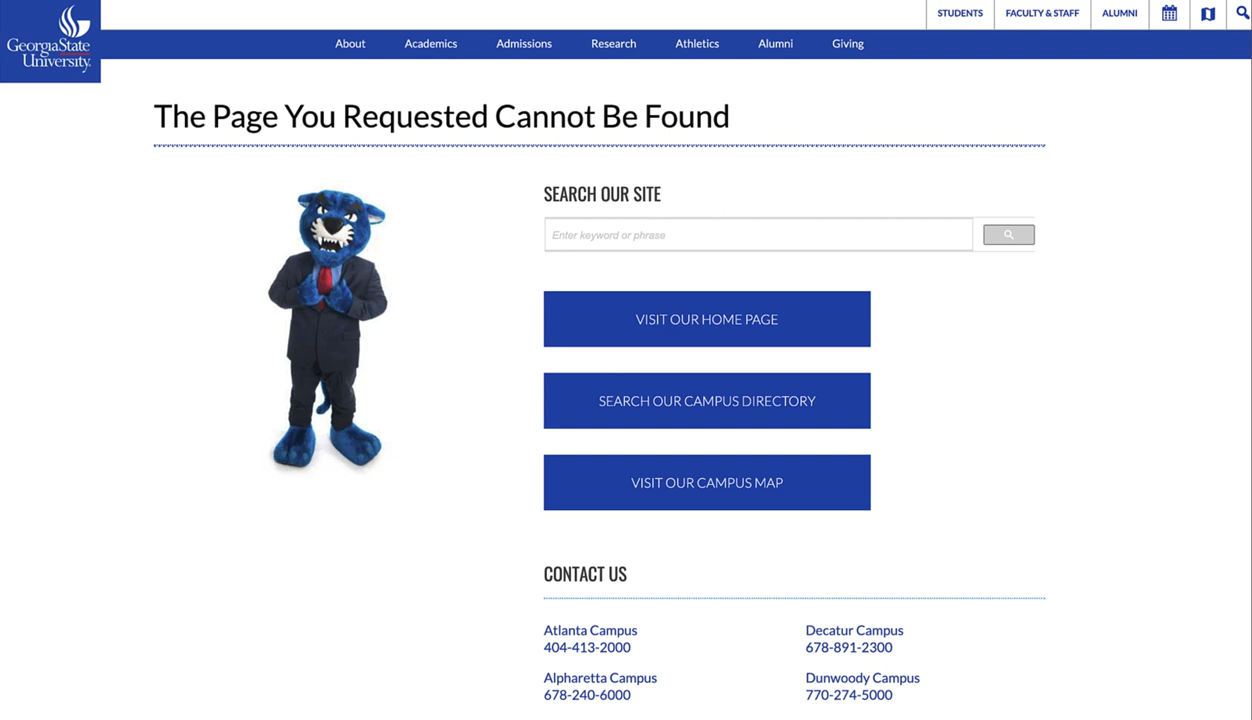 GeorgiaState
University
STUDENTS
FACULTY & STAFF
ALUMNI
About
Academics
Admissions
Research
Athletics
Alumni
Giving
The Page You Requested Cannot Be Found
SEARCH OUR SITE
Enter keyword or phrase
VISIT OUR HOME PAGE
SEARCH OUR CAMPUS DIRECTORY
VISIT OUR CAMPUS MAP
CONTACT US
Atlanta Campus
404-413-2000
Decatur Campus
678-891-2300
Alpharetta Campus
678-240-6000
Dunwoody Campus
770-274-5000